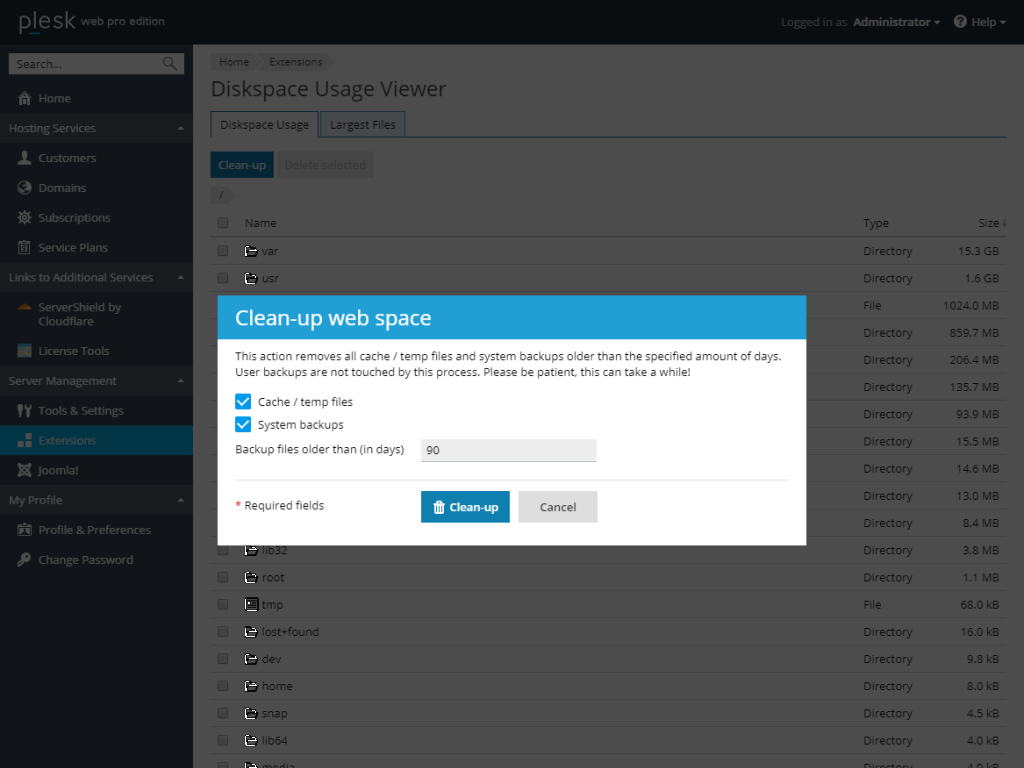 plesk web pro edition
Logged in as Administrator
Help
Search...
Home
Hosting Services
Customers
Domains
Subscriptions
Service Plans
Links to Additional Services
ServerShield by
Cloudflare
License Tools
Server Management
Tools & Settings
Extensions
Joomla!
My Profile
Profile & Preferences
Change Password
Home Extensions
Diskspace Usage Viewer
Diskspace Usage Largest Files
Clean-up Delete selected
/
Name Type Size
var Directory 15.3 GB
usr Directory 1.6 GB
File 1024.0 MB
Directory 859.7 MB
Directory 206.4 MB
Directory 135.7 MB
Directory 93.9 MB
Directory 15.5 MB
Directory 14.6 MB
Directory 13.0 MB
Directory 8.4 MB
Clean-up web space
This action removes all cache / temp files and system backups older than the specified amount of days.
User backups are not touched by this process. Please be patient, this can take a while!
Cache / temp files
System backups
Backup files older than (in days) 90
* Required fields Clean-up Cancel
lib32 Directory 3.8 MB
root Directory 1.1 MB
tmp File 68.0 kB
lost+found Directory 16.0 kB
dev Directory 9.8 kB
home Directory 8.0 kB
snap Directory 4.5 kB
lib64 Directory 4.0 kB
media Directory 4.0 kB